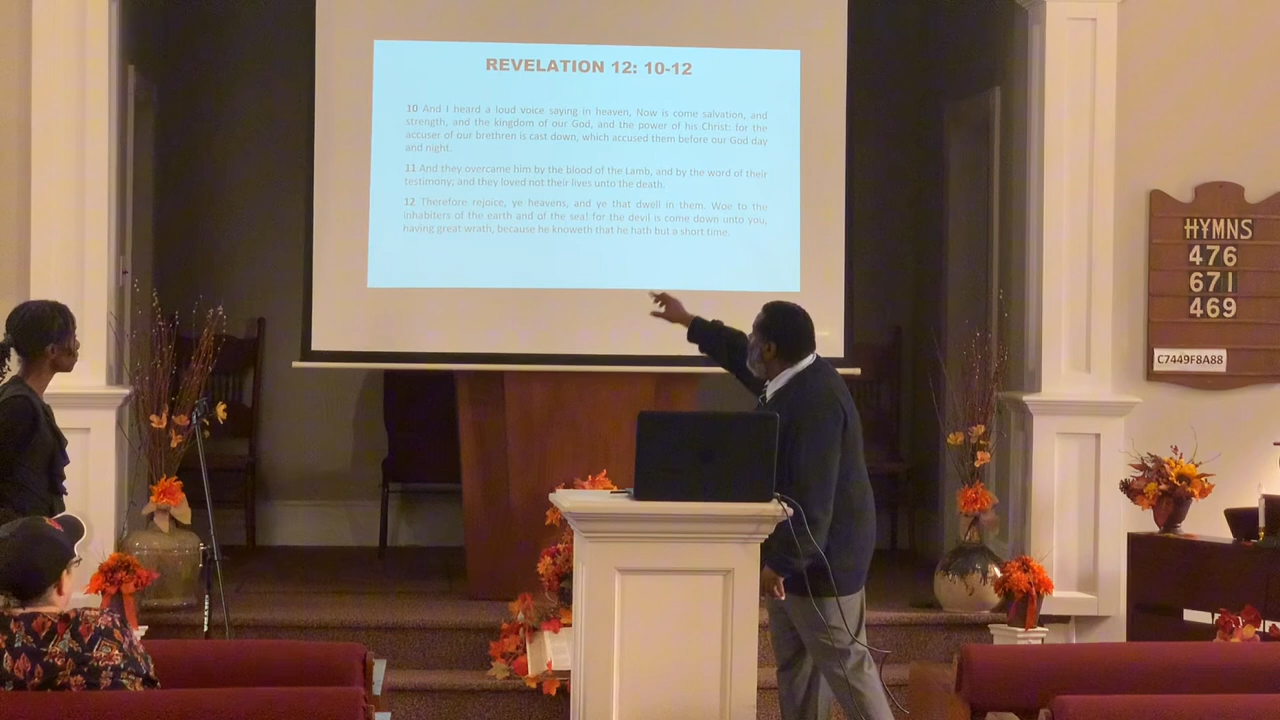 REVELATION 12: 10-12
10 And I heard a loud voice saying in heaven, Now is come salvation, and
strength, and the kingdom of our God, and the power of his Christ: for the
accuser of our brethren is cast down, which accused them before our God day
and night.
11 And they overcame him by the blood of the Lamb, and by the word of their
testimony; and they loved not their lives unto the death.
12 Therefore rejoice, ye heavens, and ye that dwell in them. Woe to the
inhabiters of the earth and of the sea! for the devil is come down unto you,
having great wrath, because he knoweth that he hath but a short time.
HYMNS
476
671
469
C7449F8A88